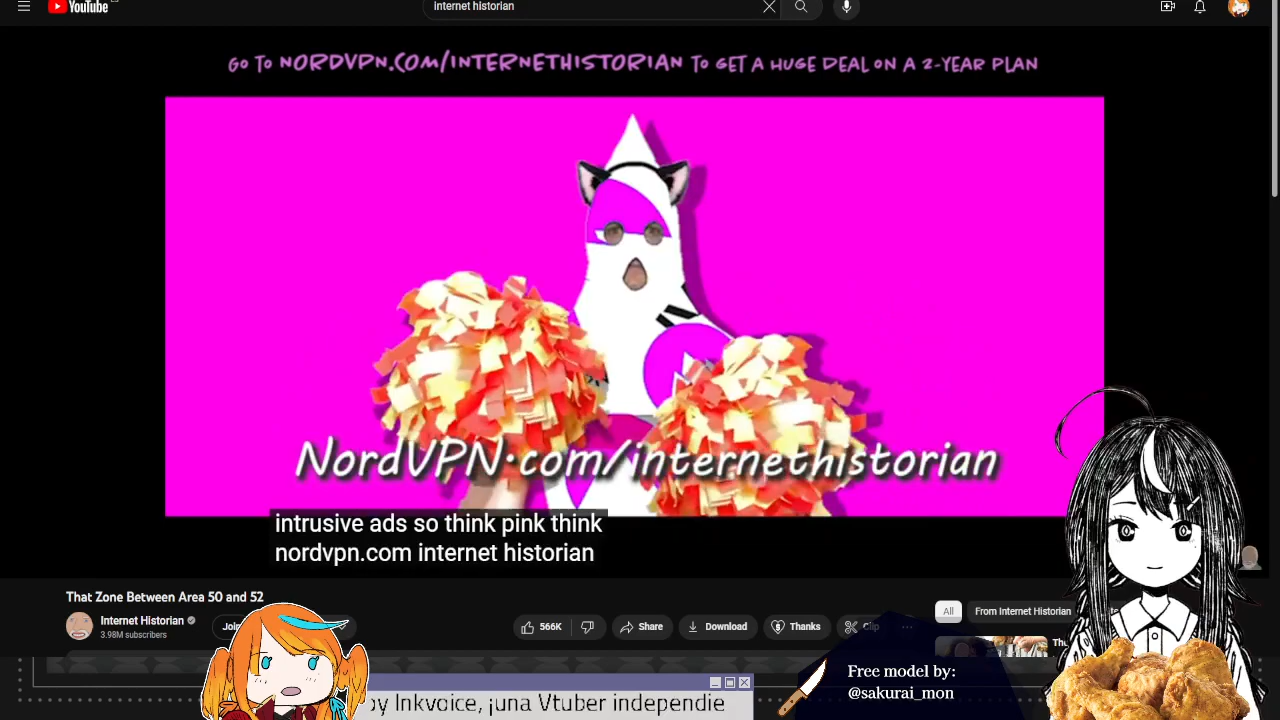 YouTube
internet historian
GO TO NORDVPN.COM/INTERNETHISTORIAN TO GET A HUGE DEAL ON A 2-YEAR PLAN
NordVPN.com/internethistorian
intrusive ads so think pink think
nordvpn.com internet historian
That Zone Between Area 50 and 52
Internet Historian
3.98M subscribers
Join
566K
Share
Download
Thanks
Clip
All
From Internet Historian
Free model by:
@sakurai_mon
oy Inkvoice, ¡una Vtuber independie